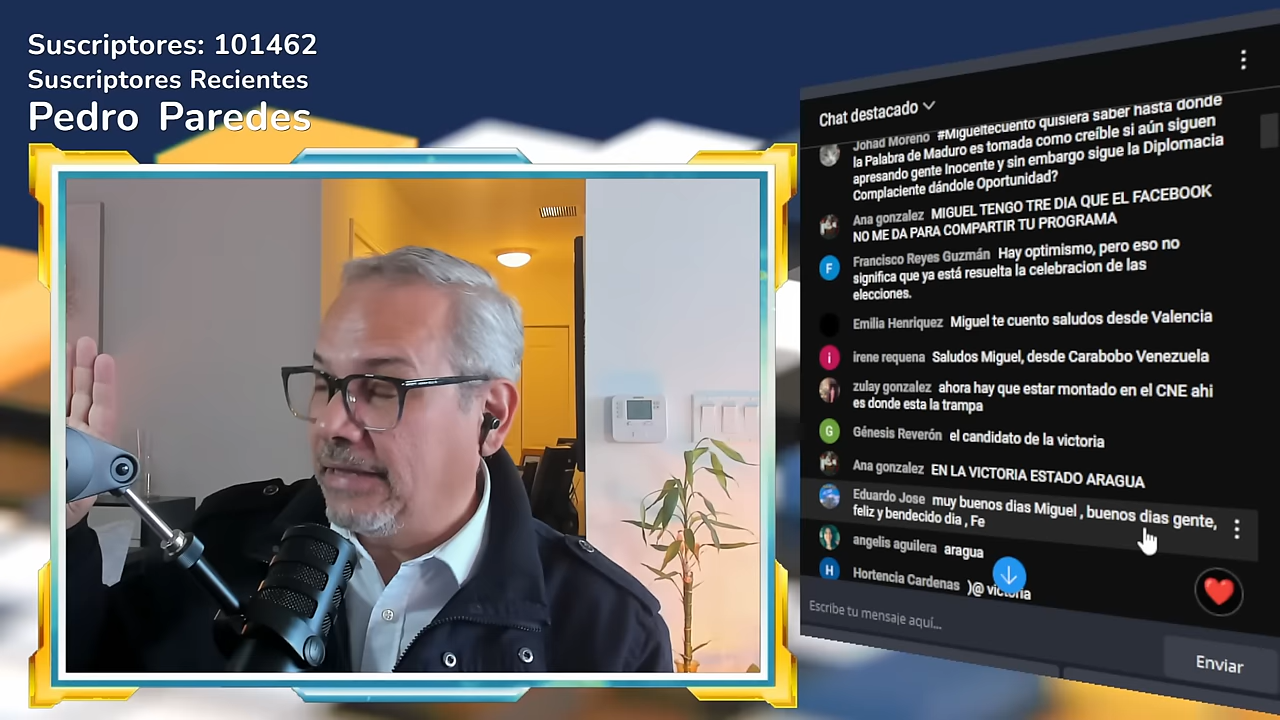 Suscriptores: 101462
Suscriptores Recientes
Pedro Paredes
Chat destacado
Johad Moreno #Migueltecuento quisiera saber hasta donde
la Palabra de Maduro es tomada como creíble si aún siguen
apresando gente Inocente y sin embargo sigue la Diplomacia
Complaciente dándole Oportunidad?
Ana gonzalez MIGUEL TENGO TRE DIA QUE EL FACEBOOK
NO ME DA PARA COMPARTIR TU PROGRAMA
F Francisco Reyes Guzmán Hay optimismo, pero eso no
significa que ya está resuelta la celebracion de las
elecciones.
Emilia Henriquez Miguel te cuento saludos desde Valencia
i irene requena Saludos Miguel, desde Carabobo Venezuela
zulay gonzalez ahora hay que estar montado en el CNE ahi
es donde esta la trampa
G Génesis Reverón el candidato de la victoria
Ana gonzalez EN LA VICTORIA ESTADO ARAGUA
Eduardo Jose muy buenos dias Miguel , buenos dias gente,
feliz y bendecido dia , Fe
angelis aguilera aragua
H Hortencia Cardenas )@ victoria
Escribe tu mensaje aquí...
Enviar